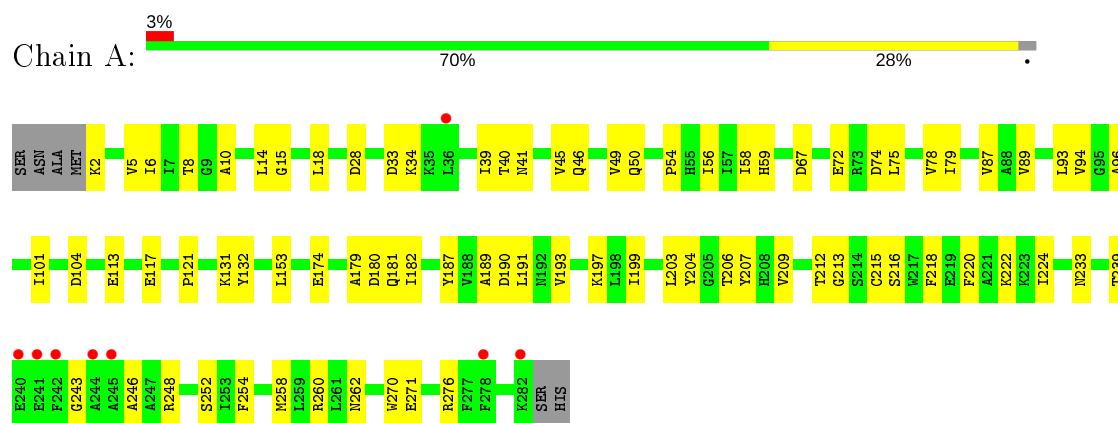 3%
Chain A:
70% 28% •
SER ASN ALA MET K2 V5 I6 I7 T8 G9 A10 L14 G15 L18 D28 D33 K34 K35 L36 I39 T40 N41 V45 Q46 V49 Q50 P54 H55 I56 I57 I58 H59 D67 E72 R73 D74 L75 V78 I79 V87 A88 V89 L93 V94 G95 A96
I101 D104 E113 E117 P121 K131 Y132 L153 E174 A179 D180 Q181 I182 Y187 V188 A189 D190 L191 N192 V193 K197 L198 I199 L203 Y204 G205 T206 Y207 H208 V209 T212 G213 S214 C215 S216 W217 F218 E219 F220 A221 K222 K223 I224 N233
E240 E241 F242 G243 A244 A245 A246 A247 R248 S252 I253 F254 M258 L259 R260 L261 N262 W270 E271 R276 F277 F278 K282 SER HIS